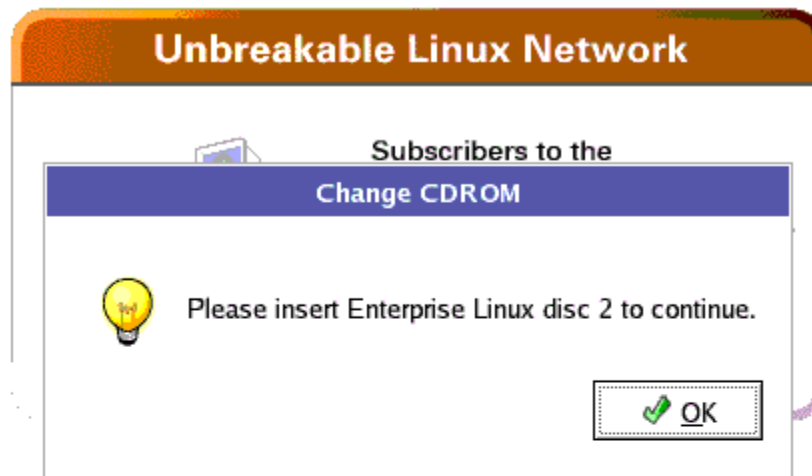 Unbreakable Linux Network
Subscribers to the
Change CDROM
Please insert Enterprise Linux disc 2 to continue.
OK